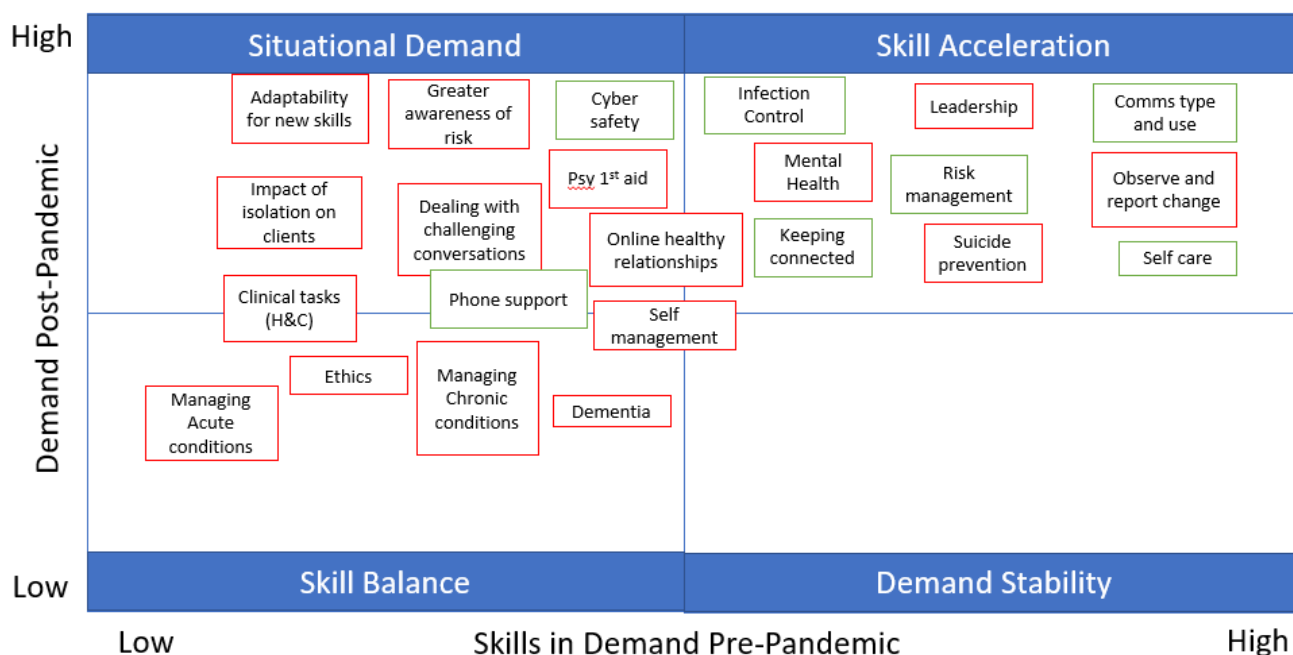 High
Situational Demand
Skill Acceleration
Adaptability
for new skills
Greater
awareness of
risk
Cyber
safety
Infection
Control
Leadership
Comms type
and use
Psy 1st aid
Mental
Health
Risk
management
Observe and
report change
Impact of
isolation on
clients
Dealing with
challenging
conversations
Online healthy
relationships
Keeping
connected
Suicide
prevention
Self care
Clinical tasks
(H&C)
Phone support
Self
management
Demand Post-Pandemic
Ethics
Managing
Chronic
conditions
Managing
Acute
conditions
Dementia
Low
Skill Balance
Demand Stability
Low
Skills in Demand Pre-Pandemic
High